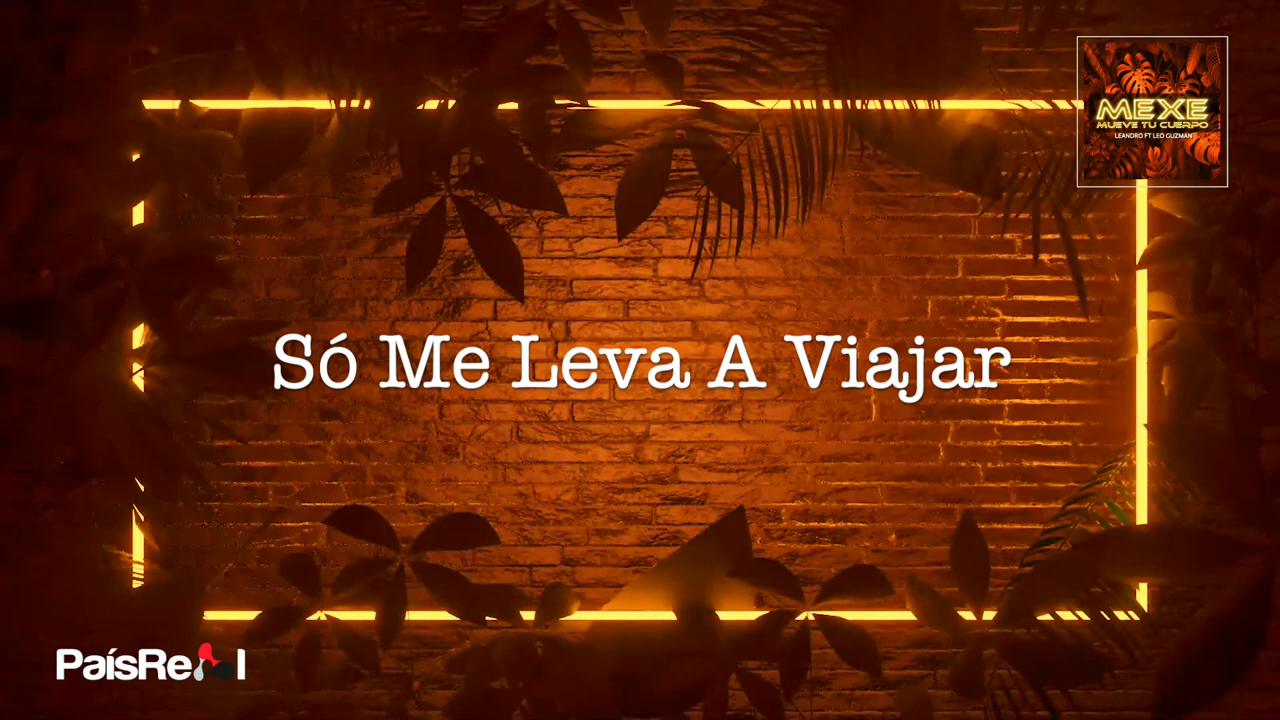 MEXE
MUEVE TU CUERPO
LEANDRO FT LEO GUZMAN
Só Me Leva A Viajar
PaísReal